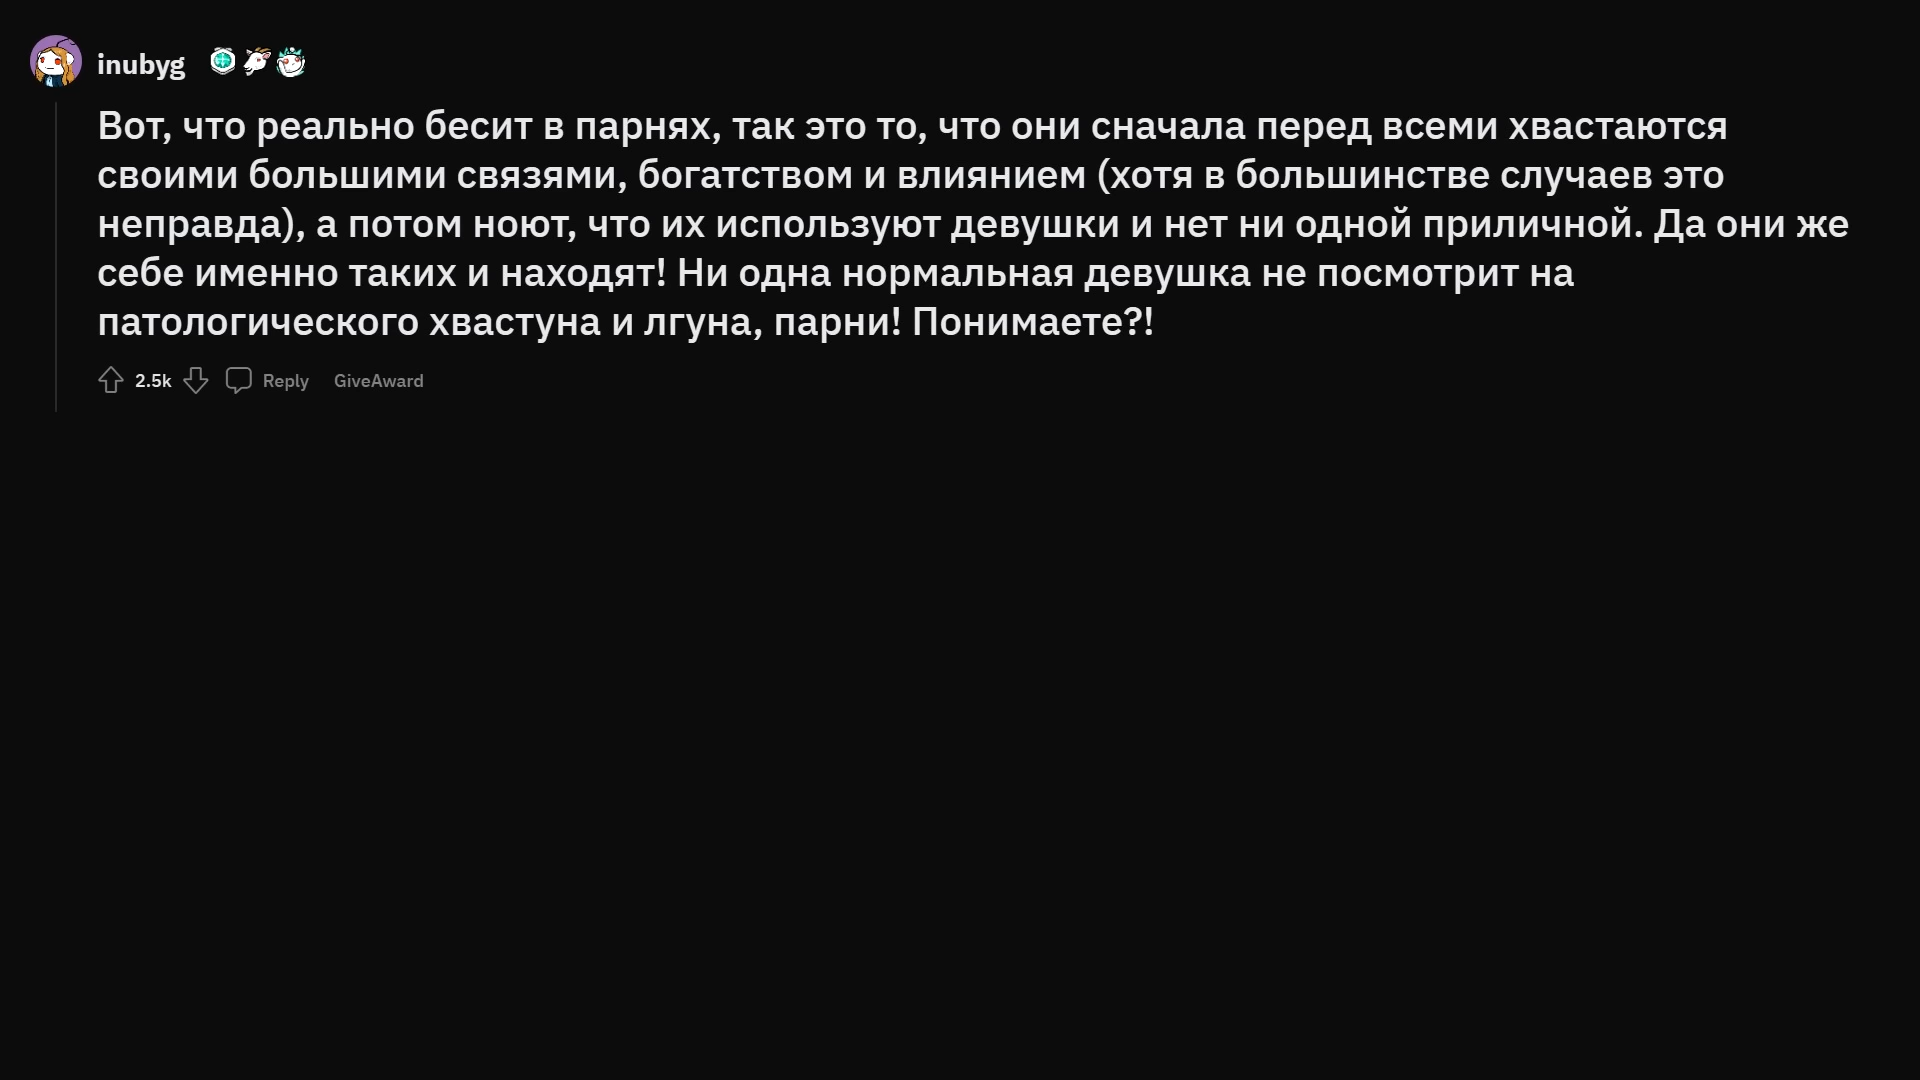 inubyg
Вот, что реально бесит в парнях, так это то, что они сначала перед всеми хвастаются
своими большими связями, богатством и влиянием (хотя в большинстве случаев это
неправда), а потом ноют, что их используют девушки и нет ни одной приличной. Да они же
себе именно таких и находят! Ни одна нормальная девушка не посмотрит на
патологического хвастуна и лгуна, парни! Понимаете?!
2.5k Reply GiveAward